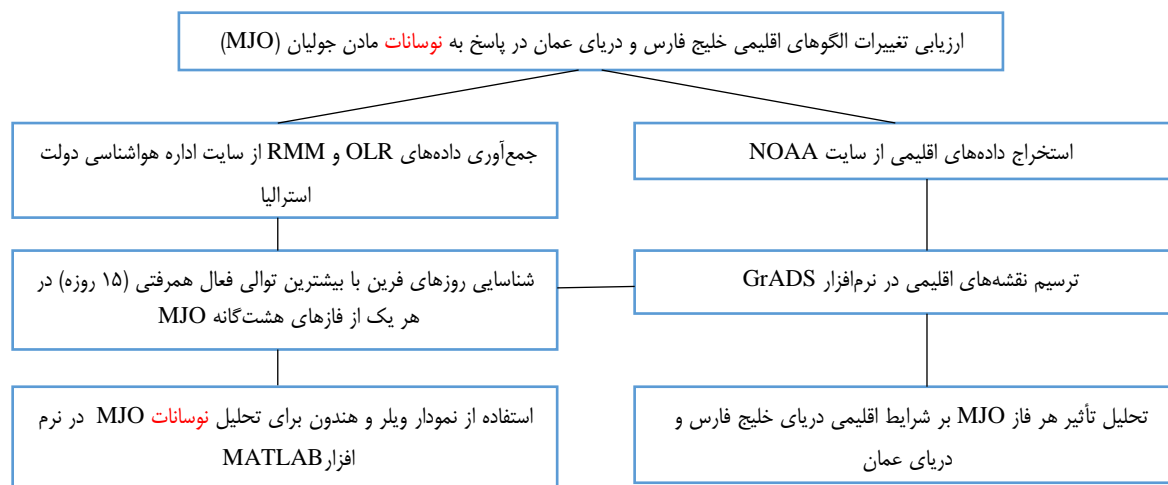 ارزیابی تغییرات الگوهای اقلیمی خلیج فارس و دریای عمان در پاسخ به نوسانات مادن جولیان (MJO)
استخراج داده‌های اقلیمی از سایت NOAA
جمع‌آوری داده‌های OLR و RMM از سایت اداره هواشناسی دولت
استرالیا
ترسیم نقشه‌های اقلیمی در نرم‌افزار GrADS
شناسایی روزهای فرین با بیشترین توالی فعال همرفتی (۱۵ روزه) در
هر یک از فازهای هشت‌گانه MJO
تحلیل تأثیر هر فاز MJO بر شرایط اقلیمی دریای خلیج فارس و
دریای عمان
استفاده از نمودار ویلر و هندون برای تحلیل نوسانات MJO در نرم
افزار MATLAB